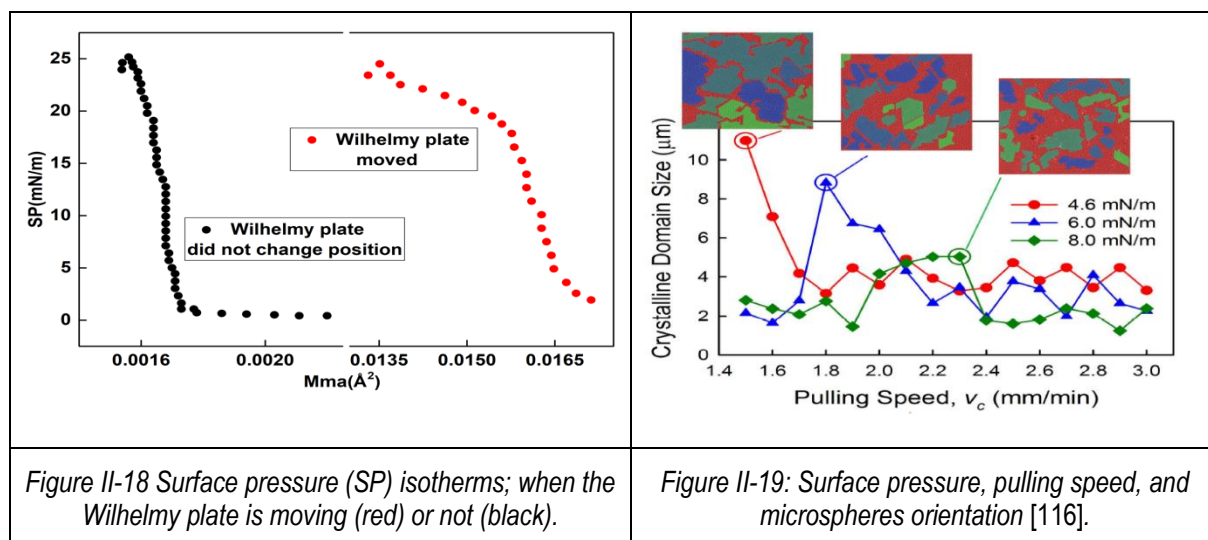 25
20
15
10
5
0
SP(mN/m)
Wilhelmy plate
moved
Wilhelmy plate
did not change position
0.0016 0.0020 0.0135 0.0150 0.0165
Mma(Å²)
Figure II-18 Surface pressure (SP) isotherms; when the
Wilhelmy plate is moving (red) or not (black).
Crystalline Domain Size (μm)
10
8
6
4
2
0
4.6 mN/m
6.0 mN/m
8.0 mN/m
1.4 1.6 1.8 2.0 2.2 2.4 2.6 2.8 3.0
Pulling Speed, v_c (mm/min)
Figure II-19: Surface pressure, pulling speed, and
microspheres orientation [116].